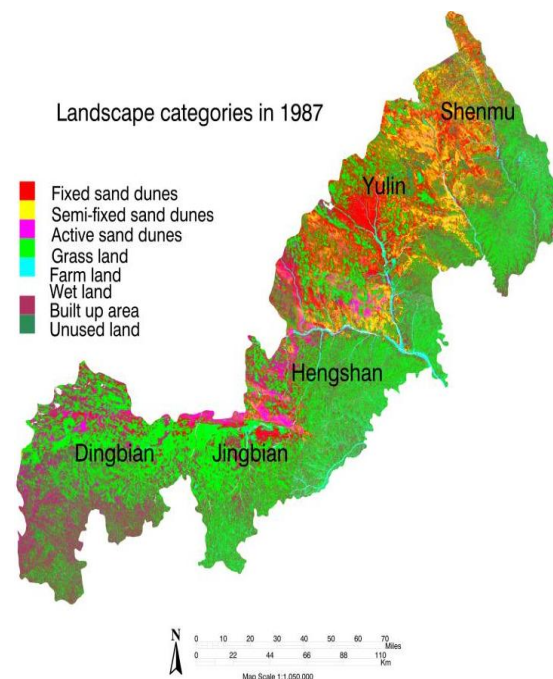 Landscape categories in 1987
Shenmu
Yulin
Fixed sand dunes
Semi-fixed sand dunes
Active sand dunes
Grass land
Farm land
Wet land
Built up area
Unused land
Hengshan
Dingbian
Jingbian
N
0 10 20 30 40 50 60 70
Miles
0 22 44 66 88 110
Km
Map Scale 1:1,050,000